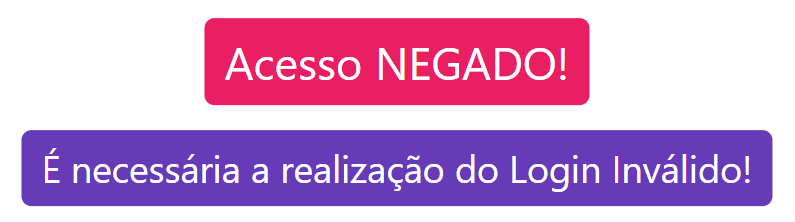 Acesso NEGADO!
É necessária a realização do Login Inválido!